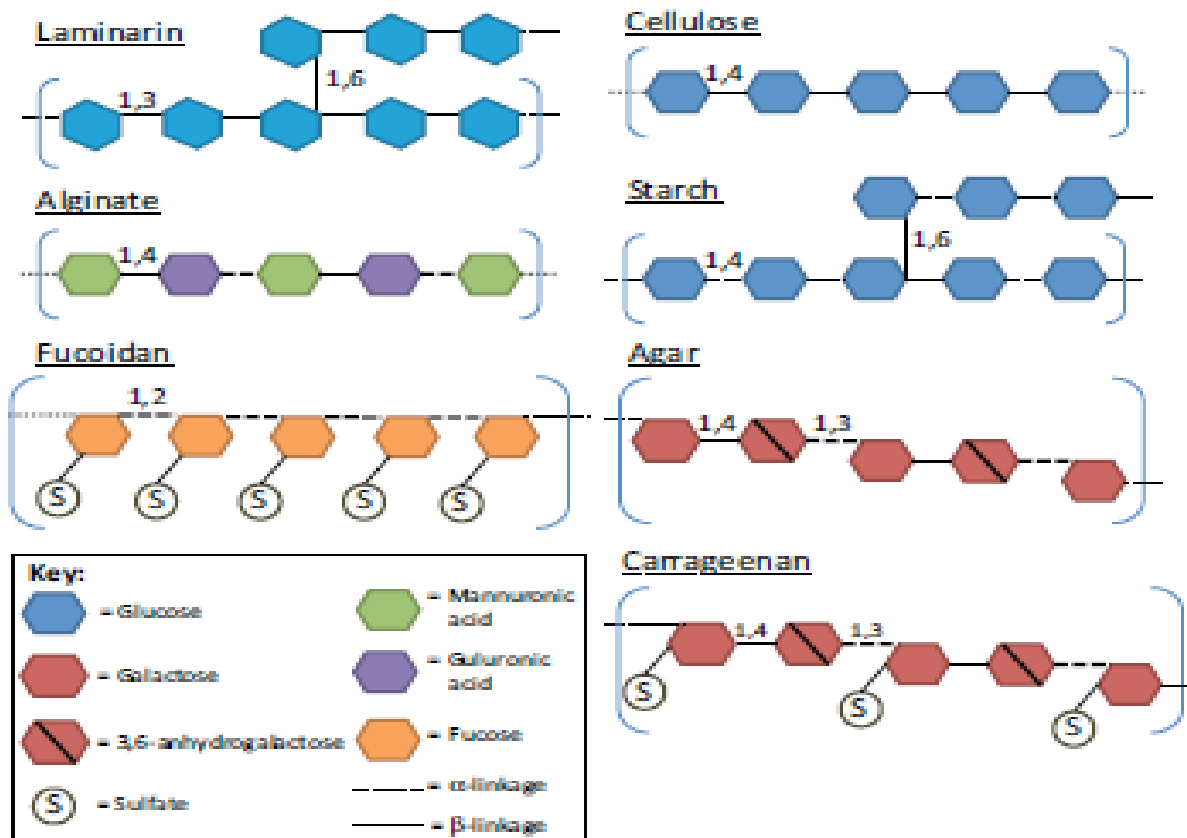 Laminarin
1,6
1,3
Alginate
1,4
Fucoidan
1,2
S S S S S
Key:
= Glucose
= Galactose
= 3,6-anhydrogalactose
S = Sulfate
= Mannuronic
acid
= Guluronic
acid
= Fucose
= α-linkage
= β-linkage
Cellulose
1,4
Starch
1,6
1,4
Agar
1,4 1,3
Carrageenan
1,4 1,3
S S S